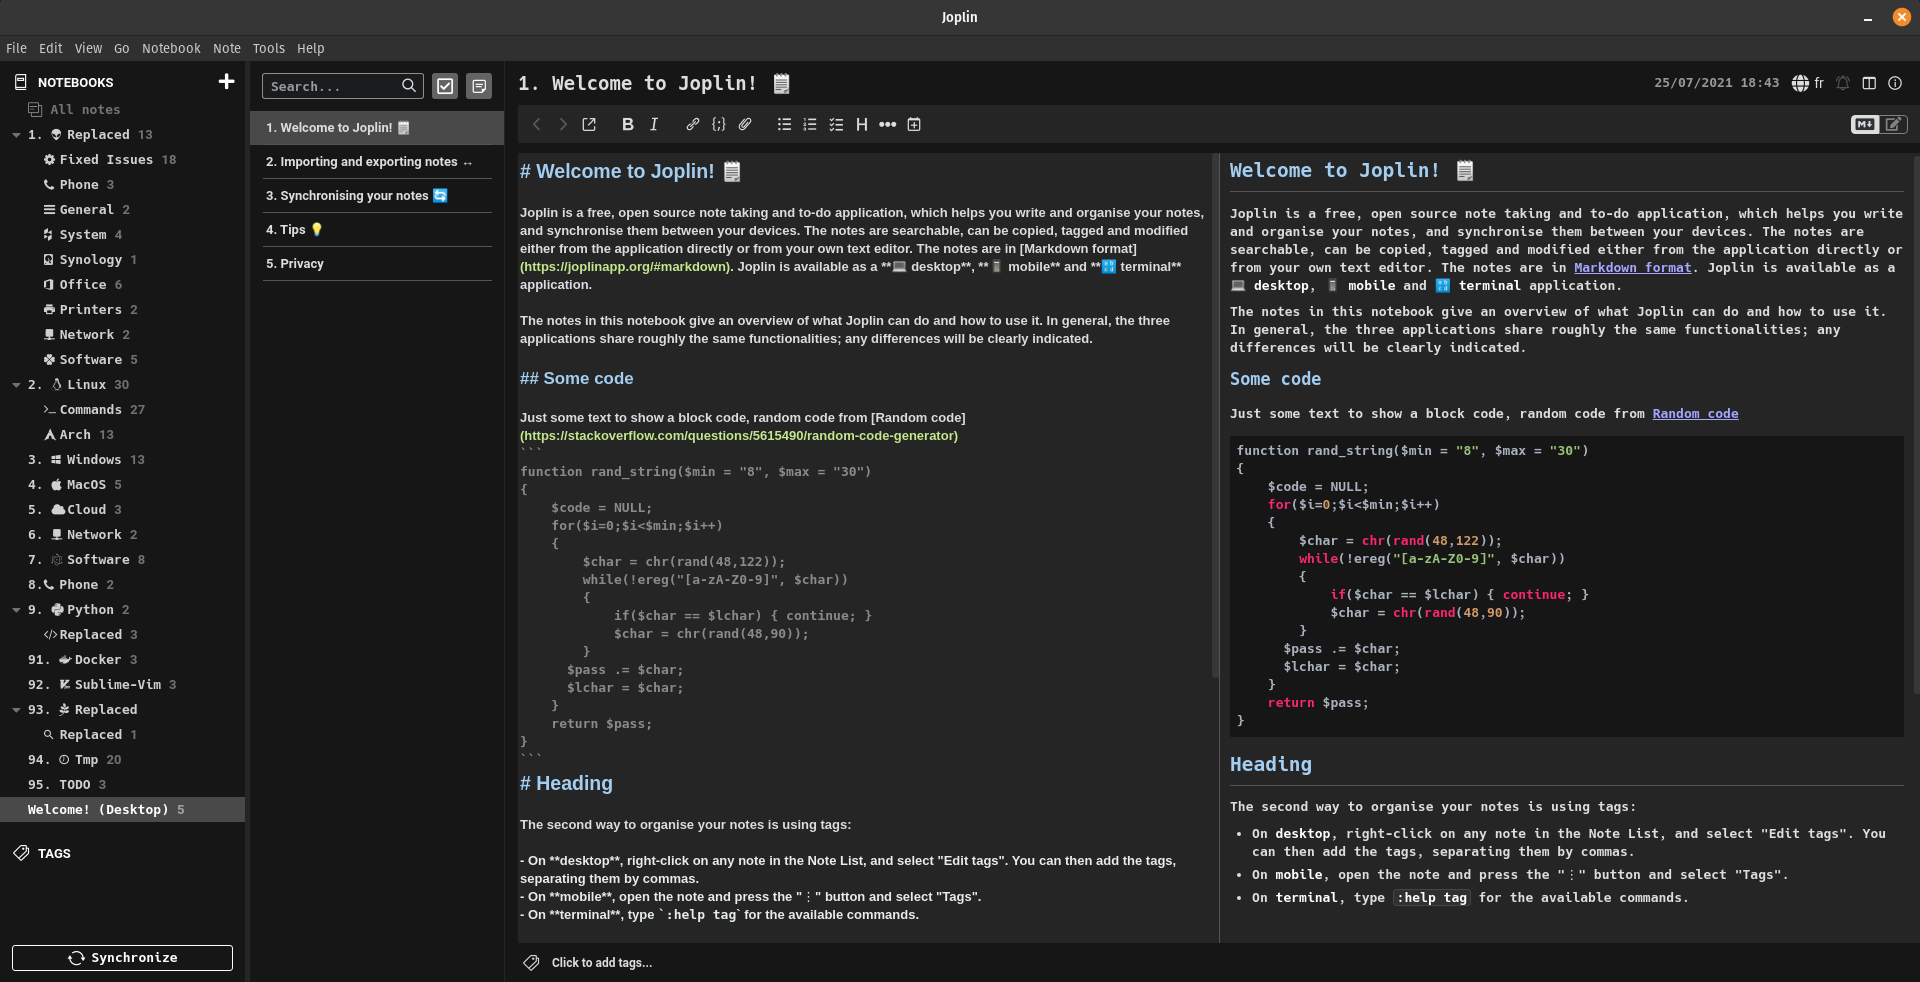 Joplin
File Edit View Go Notebook Note Tools Help
NOTEBOOKS
All notes
1. Replaced 13
Fixed Issues 18
Phone 3
General 2
System 4
Synology 1
Office 6
Printers 2
Network 2
Software 5
2. Linux 30
Commands 27
Arch 13
3. Windows 13
4. MacOS 5
5. Cloud 3
6. Network 2
7. Software 8
8. Phone 2
9. Python 2
</> Replaced 3
91. Docker 3
92. Sublime-Vim 3
93. Replaced
Replaced 1
94. Tmp 20
95. TODO 3
Welcome! (Desktop) 5
TAGS
Synchronize
Search...
1. Welcome to Joplin! 🗒️
2. Importing and exporting notes ↔
3. Synchronising your notes 🔄
4. Tips 💡
5. Privacy
1. Welcome to Joplin! 🗒️
25/07/2021 18:43 fr
B I H M↓
# Welcome to Joplin! 🗒️
Joplin is a free, open source note taking and to-do application, which helps you write and organise your notes,
and synchronise them between your devices. The notes are searchable, can be copied, tagged and modified
either from the application directly or from your own text editor. The notes are in [Markdown format]
(https://joplinapp.org/#markdown). Joplin is available as a **💻 desktop**, **📱 mobile** and **🔡 terminal**
application.
The notes in this notebook give an overview of what Joplin can do and how to use it. In general, the three
applications share roughly the same functionalities; any differences will be clearly indicated.
## Some code
Just some text to show a block code, random code from [Random code]
(https://stackoverflow.com/questions/5615490/random-code-generator)
```
function rand_string($min = "8", $max = "30")
{
    $code = NULL;
    for($i=0;$i<$min;$i++)
    {
        $char = chr(rand(48,122));
        while(!ereg("[a-zA-Z0-9]", $char))
        {
            if($char == $lchar) { continue; }
            $char = chr(rand(48,90));
        }
      $pass .= $char;
      $lchar = $char;
    }
    return $pass;
}
```
# Heading
The second way to organise your notes is using tags:
- On **desktop**, right-click on any note in the Note List, and select "Edit tags". You can then add the tags,
separating them by commas.
- On **mobile**, open the note and press the "⋮" button and select "Tags".
- On **terminal**, type `:help tag` for the available commands.
Welcome to Joplin! 🗒️
Joplin is a free, open source note taking and to-do application, which helps you write
and organise your notes, and synchronise them between your devices. The notes are
searchable, can be copied, tagged and modified either from the application directly or
from your own text editor. The notes are in Markdown format. Joplin is available as a
💻 desktop, 📱 mobile and 🔡 terminal application.
The notes in this notebook give an overview of what Joplin can do and how to use it.
In general, the three applications share roughly the same functionalities; any
differences will be clearly indicated.
Some code
Just some text to show a block code, random code from Random code
function rand_string($min = "8", $max = "30")
{
    $code = NULL;
    for($i=0;$i<$min;$i++)
    {
        $char = chr(rand(48,122));
        while(!ereg("[a-zA-Z0-9]", $char))
        {
            if($char == $lchar) { continue; }
            $char = chr(rand(48,90));
        }
      $pass .= $char;
      $lchar = $char;
    }
    return $pass;
}
Heading
The second way to organise your notes is using tags:
• On desktop, right-click on any note in the Note List, and select "Edit tags". You
can then add the tags, separating them by commas.
• On mobile, open the note and press the "⋮" button and select "Tags".
• On terminal, type :help tag for the available commands.
Click to add tags...